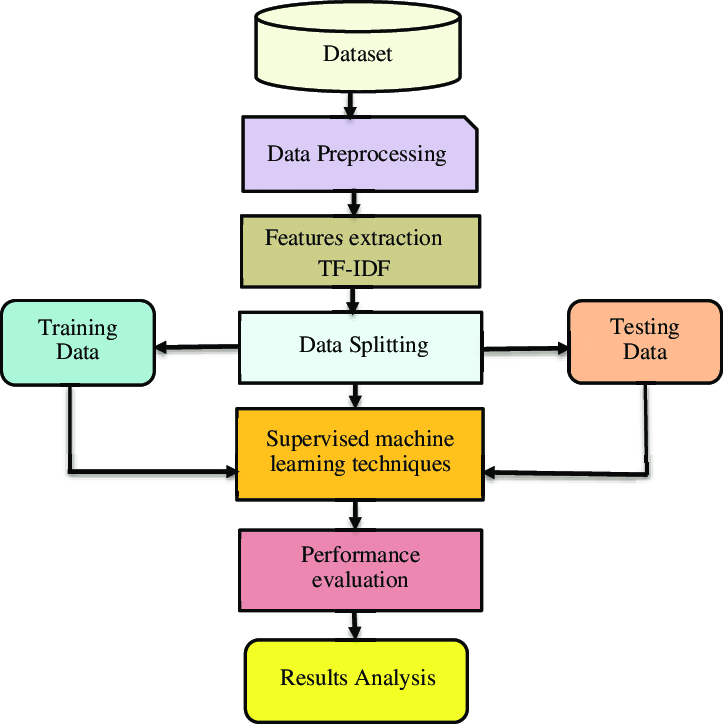 Dataset
Data Preprocessing
Features extraction
TF-IDF
Training
Data
Data Splitting
Testing
Data
Supervised machine
learning techniques
Performance
evaluation
Results Analysis